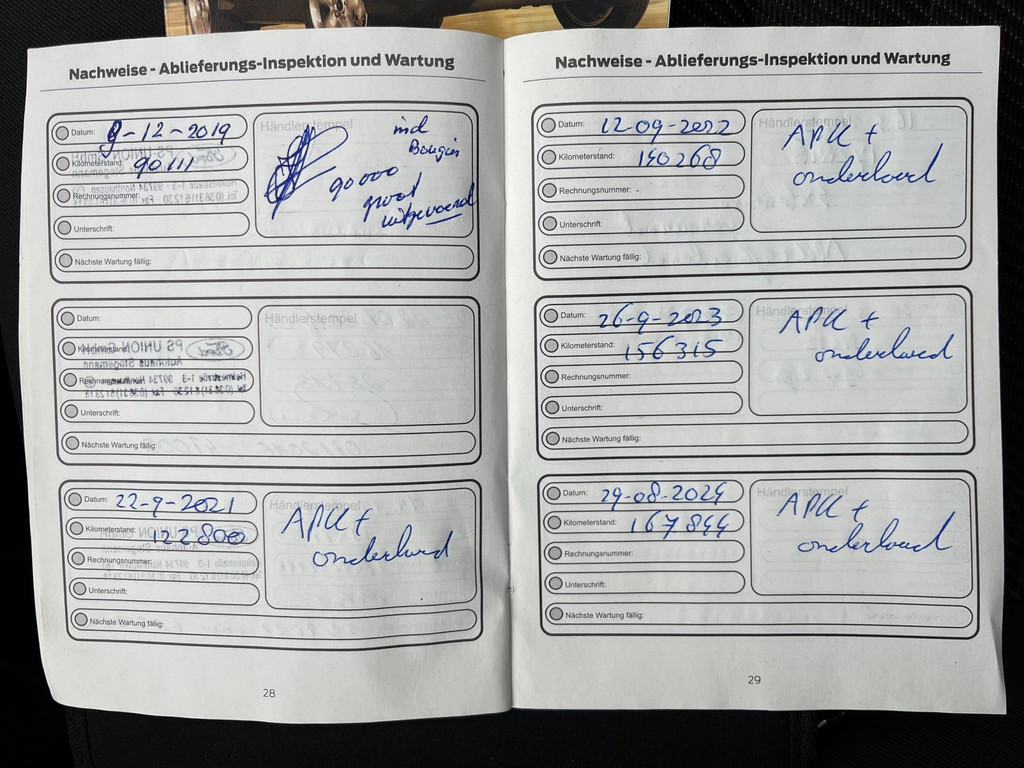 Nachweise - Ablieferungs-Inspektion und Wartung
Datum: 9-12-2019
Kilometerstand: 90111
Rechnungsnummer:
Unterschrift:
Nächste Wartung fällig:
Händlerstempel
incl
Bougies
90000
groot
uitgevoerd
Datum:
Kilometerstand:
Rechnungsnummer:
Unterschrift:
Nächste Wartung fällig:
Händlerstempel
Datum: 22-9-2021
Kilometerstand: 122800
Rechnungsnummer:
Unterschrift:
Nächste Wartung fällig:
Händlerstempel
APK +
onderhoud
28
Nachweise - Ablieferungs-Inspektion und Wartung
Datum: 12-09-2022
Kilometerstand: 140268
Rechnungsnummer:
Unterschrift:
Nächste Wartung fällig:
Händlerstempel
APK +
onderhoud
Datum: 26-9-2023
Kilometerstand: 156315
Rechnungsnummer:
Unterschrift:
Nächste Wartung fällig:
Händlerstempel
APK +
onderhoud
Datum: 29-08-2024
Kilometerstand: 167844
Rechnungsnummer:
Unterschrift:
Nächste Wartung fällig:
Händlerstempel
APK +
onderhoud
29